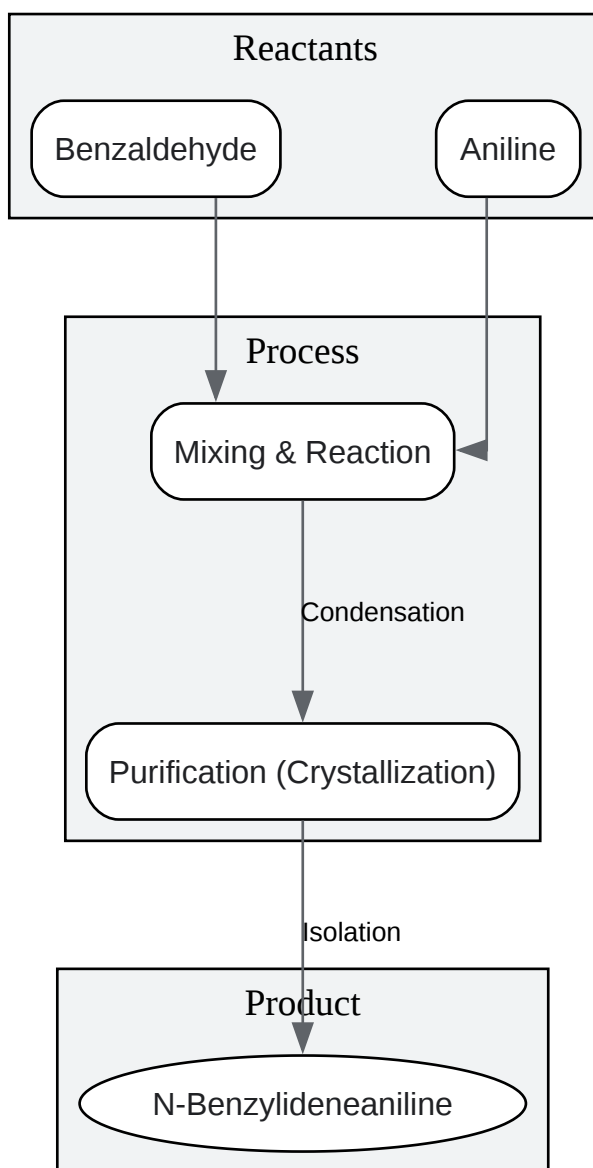 Reactants
Benzaldehyde
Aniline
Process
Mixing & Reaction
Condensation
Purification (Crystallization)
Isolation
Product
N-Benzylideneaniline